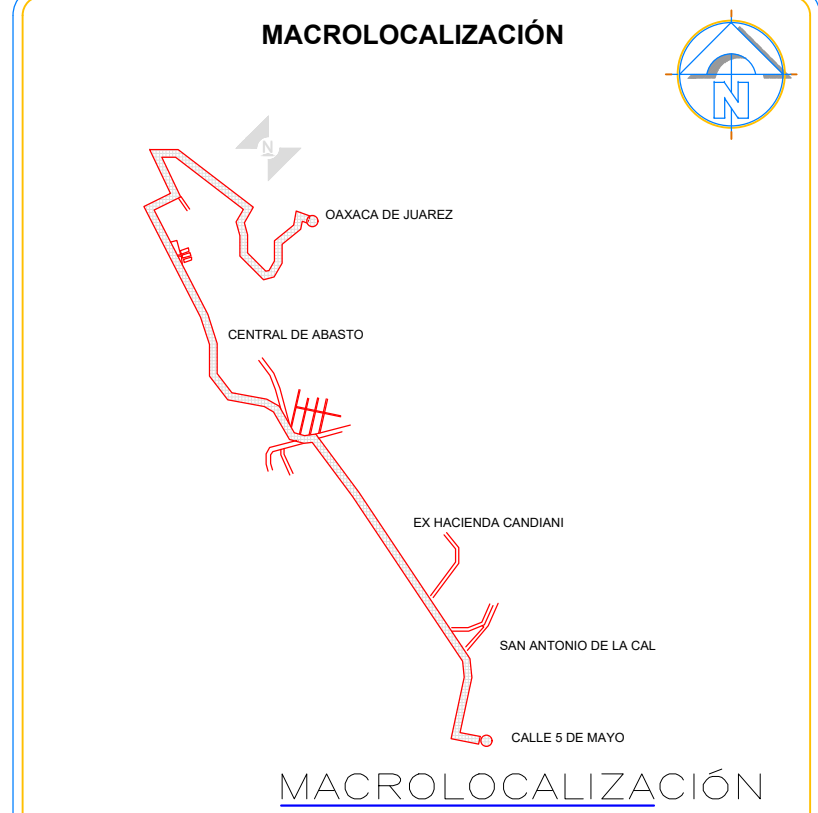 MACROLOCALIZACIÓN
N
N
OAXACA DE JUAREZ
CENTRAL DE ABASTO
EX HACIENDA CANDIANI
SAN ANTONIO DE LA CAL
CALLE 5 DE MAYO
MACROLOCALIZACIÓN